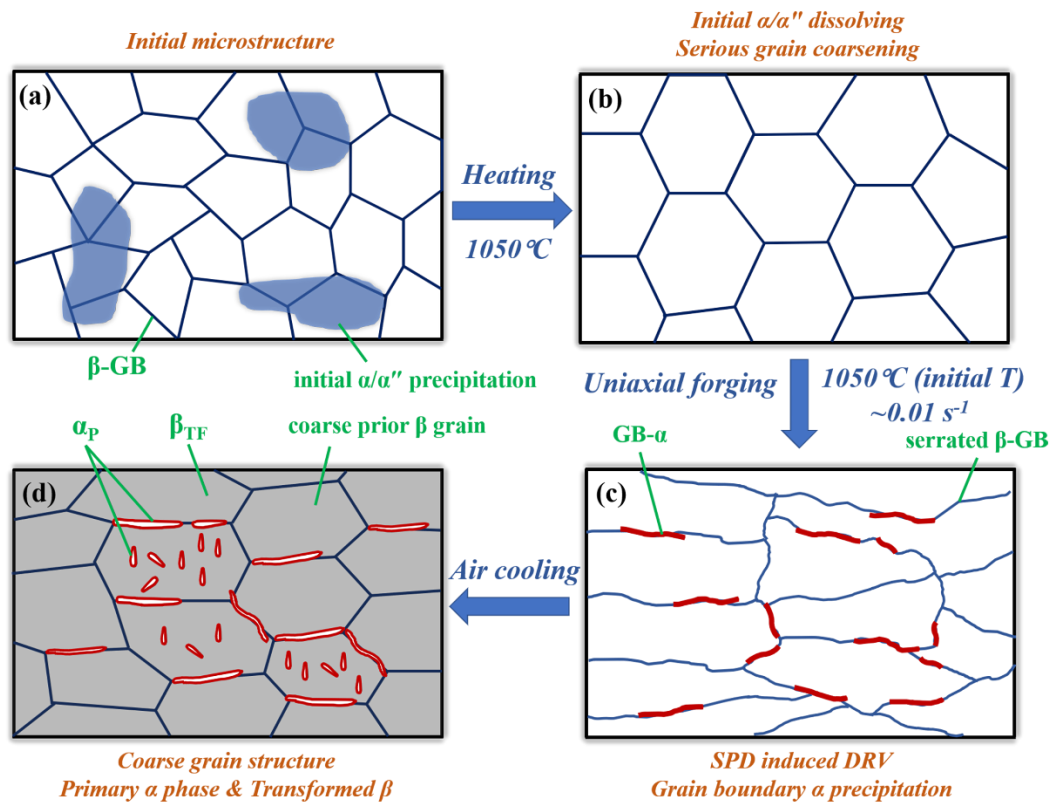 Initial microstructure
Initial α/α″ dissolving
Serious grain coarsening
(a)
(b)
Heating
1050℃
β-GB
initial α/α″ precipitation
Uniaxial forging
1050℃ (initial T)
~0.01 s⁻¹
αP
βTF
coarse prior β grain
GB-α
serrated β-GB
(d)
(c)
Air cooling
Coarse grain structure
Primary α phase & Transformed β
SPD induced DRV
Grain boundary α precipitation